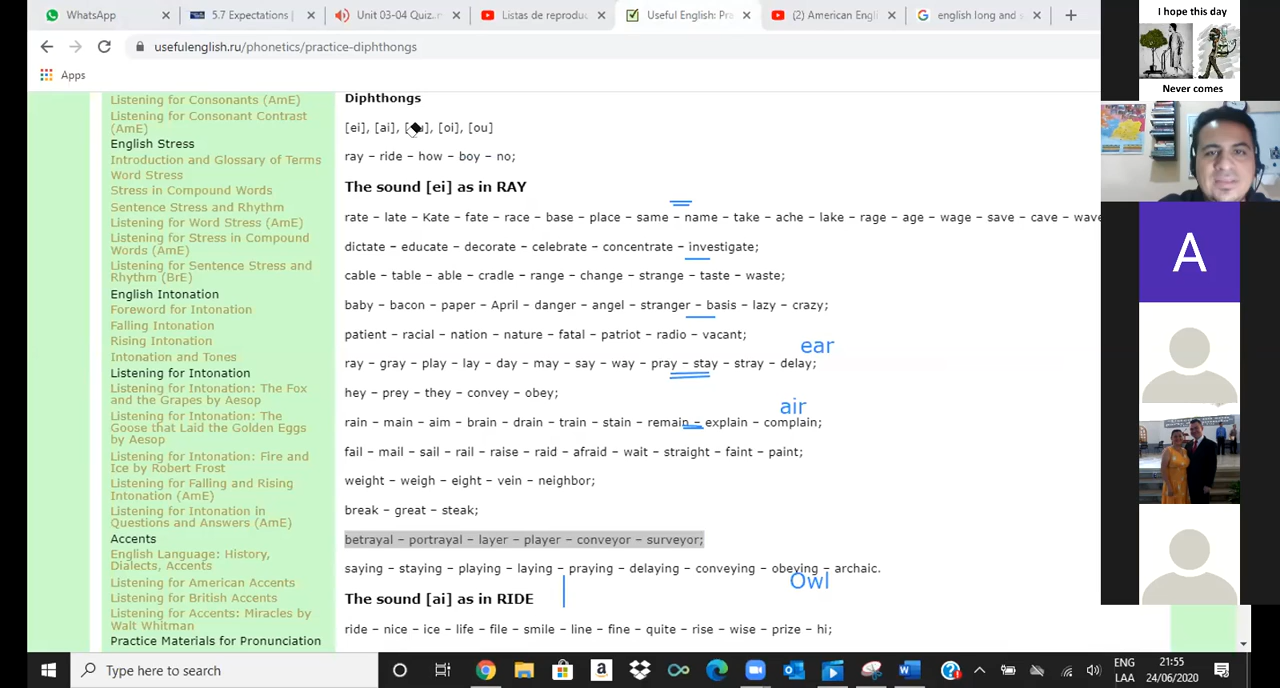 WhatsApp
5.7 Expectations |
Unit 03-04 Quiz.m
Listas de reproduc
Useful English: Pra
(2) American Engl
english long and s
I hope this day
Never comes
usefulenglish.ru/phonetics/practice-diphthongs
Apps
Listening for Consonants (AmE)
Listening for Consonant Contrast
(AmE)
English Stress
Introduction and Glossary of Terms
Word Stress
Stress in Compound Words
Sentence Stress and Rhythm
Listening for Word Stress (AmE)
Listening for Stress in Compound
Words (AmE)
Listening for Sentence Stress and
Rhythm (BrE)
English Intonation
Foreword for Intonation
Falling Intonation
Rising Intonation
Intonation and Tones
Listening for Intonation
Listening for Intonation: The Fox
and the Grapes by Aesop
Listening for Intonation: The
Goose that Laid the Golden Eggs
by Aesop
Listening for Intonation: Fire and
Ice by Robert Frost
Listening for Falling and Rising
Intonation (AmE)
Listening for Intonation in
Questions and Answers (AmE)
Accents
English Language: History,
Dialects, Accents
Listening for American Accents
Listening for British Accents
Listening for Accents: Miracles by
Walt Whitman
Practice Materials for Pronunciation
Diphthongs
[ei], [ai], [ u], [oi], [ou]
ray – ride – how – boy – no;
The sound [ei] as in RAY
rate – late – Kate – fate – race – base – place – same – name – take – ache – lake – rage – age – wage – save – cave – wave
dictate – educate – decorate – celebrate – concentrate – investigate;
cable – table – able – cradle – range – change – strange – taste – waste;
baby – bacon – paper – April – danger – angel – stranger – basis – lazy – crazy;
patient – racial – nation – nature – fatal – patriot – radio – vacant;
ear
ray – gray – play – lay – day – may – say – way – pray – stay – stray – delay;
hey – prey – they – convey – obey;
air
rain – main – aim – brain – drain – train – stain – remain – explain – complain;
fail – mail – sail – rail – raise – raid – afraid – wait – straight – faint – paint;
weight – weigh – eight – vein – neighbor;
break – great – steak;
betrayal – portrayal – layer – player – conveyor – surveyor;
saying – staying – playing – laying – praying – delaying – conveying – obeying – archaic.
Owl
The sound [ai] as in RIDE
ride – nice – ice – life – file – smile – line – fine – quite – rise – wise – prize – hi;
A
Type here to search
ENG
LAA
21:55
24/06/2020